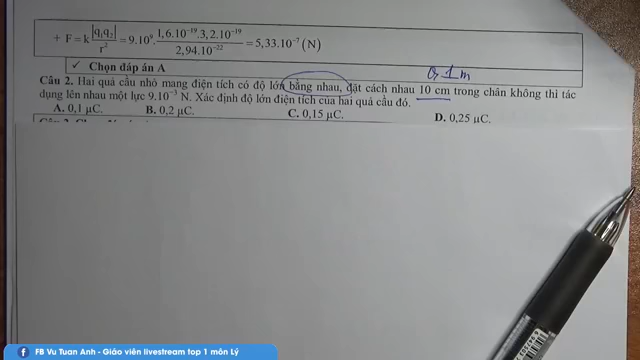 + F = k |q₁q₂| / r² = 9.10⁹. 1,6.10⁻¹⁹.3,2.10⁻¹⁹ / 2,94.10⁻²² = 5,33.10⁻⁷ (N)
✓ Chọn đáp án A
0,1 m
Câu 2. Hai quả cầu nhỏ mang điện tích có độ lớn bằng nhau, đặt cách nhau 10 cm trong chân không thì tác
dụng lên nhau một lực 9.10⁻³ N. Xác định độ lớn điện tích của hai quả cầu đó.
A. 0,1 μC. B. 0,2 μC. C. 0,15 μC. D. 0,25 μC.
FB Vu Tuan Anh - Giáo viên livestream top 1 môn Lý